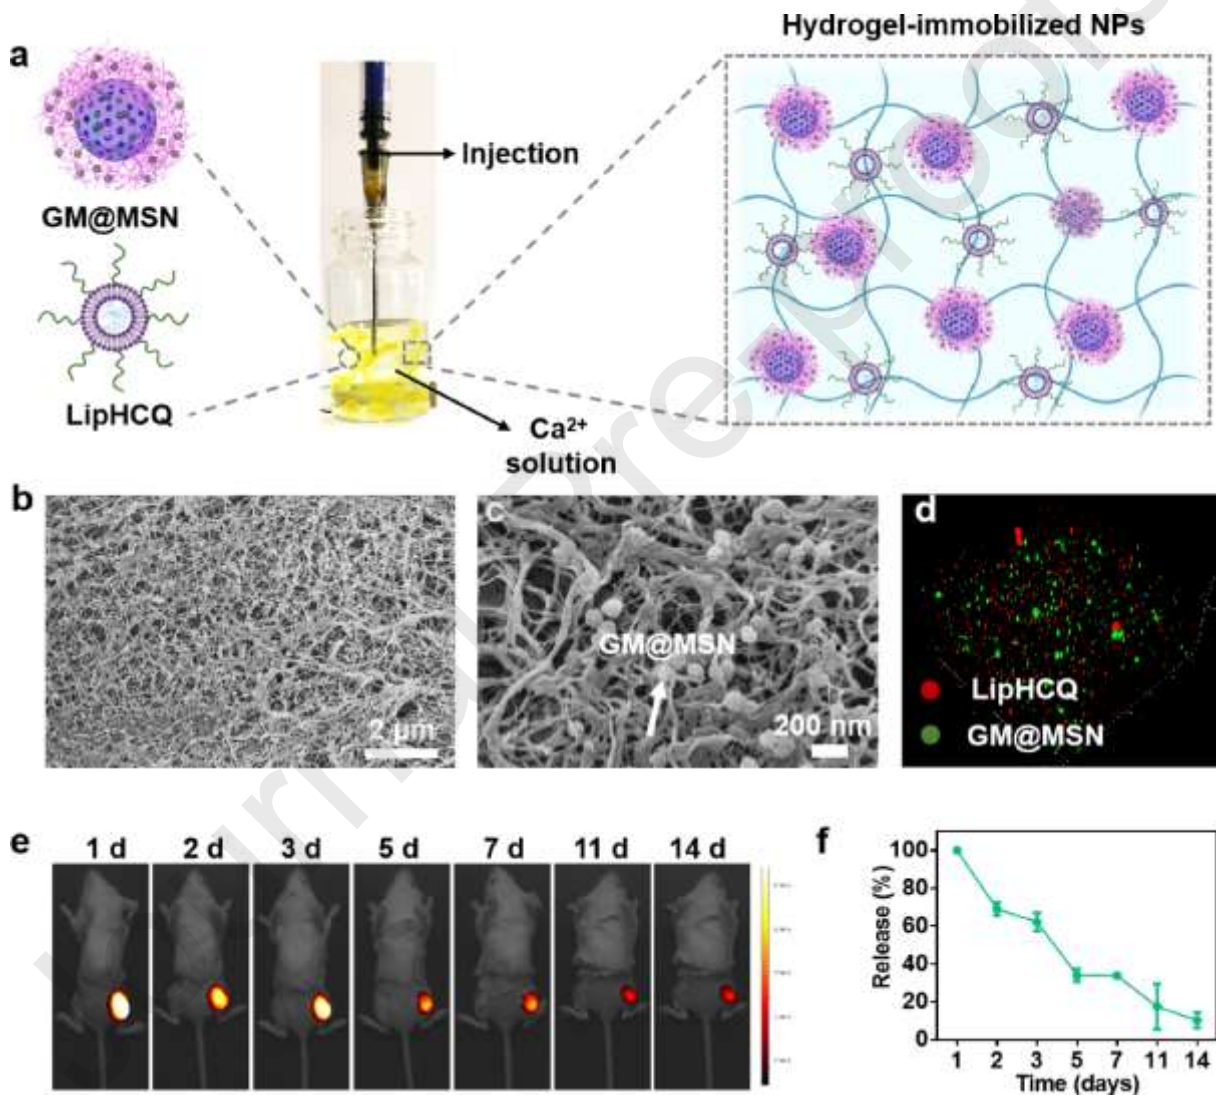 Hydrogel-immobilized NPs
a
Injection
GM@MSN
LipHCQ
Ca²⁺
solution
b
2 μm
c
GM@MSN
200 nm
d
LipHCQ
GM@MSN
e
1 d 2 d 3 d 5 d 7 d 11 d 14 d
f
Release (%)
100
80
60
40
20
0
1 2 3 5 7 11 14
Time (days)